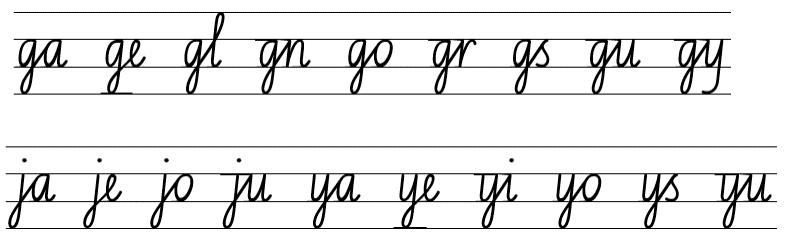 ga ge gl gn go gr gs gu gy
ja je jo ju ya ye yi yo ys yu